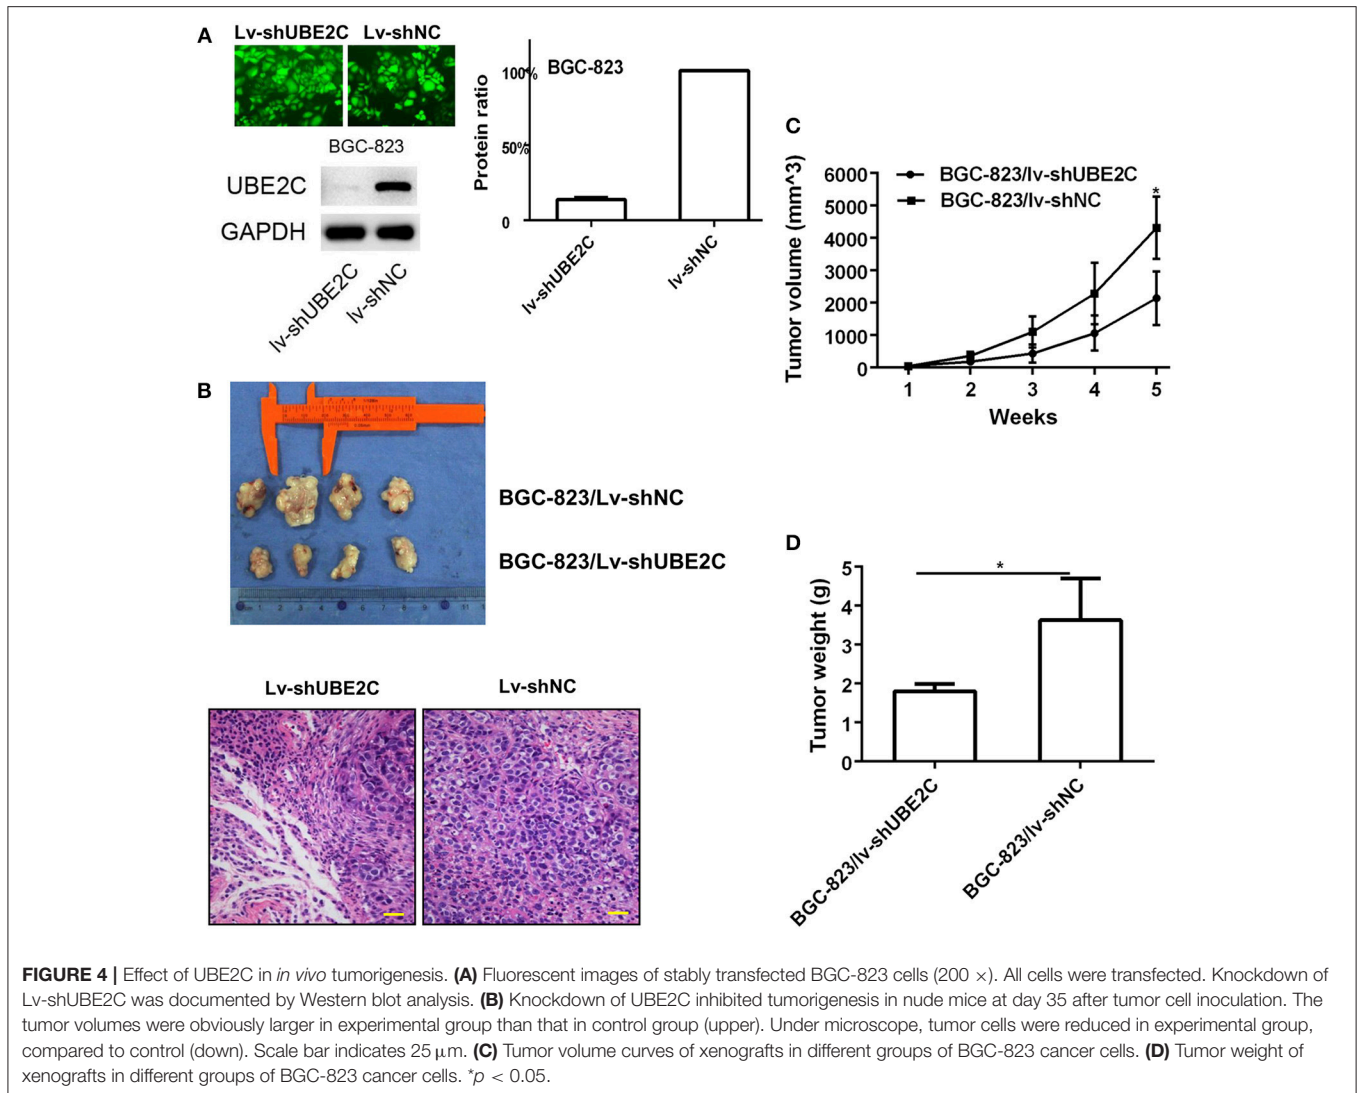 A
Lv-shUBE2C Lv-shNC
BGC-823
UBE2C
GAPDH
lv-shUBE2C
lv-shNC
BGC-823
Protein ratio
100%
50%
0
lv-shUBE2C
lv-shNC
C
BGC-823/lv-shUBE2C
BGC-823/lv-shNC
Tumor volume (mm^3)
6000
5000
4000
3000
2000
1000
0
*
1 2 3 4 5
Weeks
B
BGC-823/Lv-shNC
BGC-823/Lv-shUBE2C
Lv-shUBE2C Lv-shNC
D
*
Tumor weight (g)
5
4
3
2
1
0
BGC-823/lv-shUBE2C
BGC-823/lv-shNC
FIGURE 4 | Effect of UBE2C in in vivo tumorigenesis. (A) Fluorescent images of stably transfected BGC-823 cells (200 ×). All cells were transfected. Knockdown of
Lv-shUBE2C was documented by Western blot analysis. (B) Knockdown of UBE2C inhibited tumorigenesis in nude mice at day 35 after tumor cell inoculation. The
tumor volumes were obviously larger in experimental group than that in control group (upper). Under microscope, tumor cells were reduced in experimental group,
compared to control (down). Scale bar indicates 25 μm. (C) Tumor volume curves of xenografts in different groups of BGC-823 cancer cells. (D) Tumor weight of
xenografts in different groups of BGC-823 cancer cells. *p < 0.05.